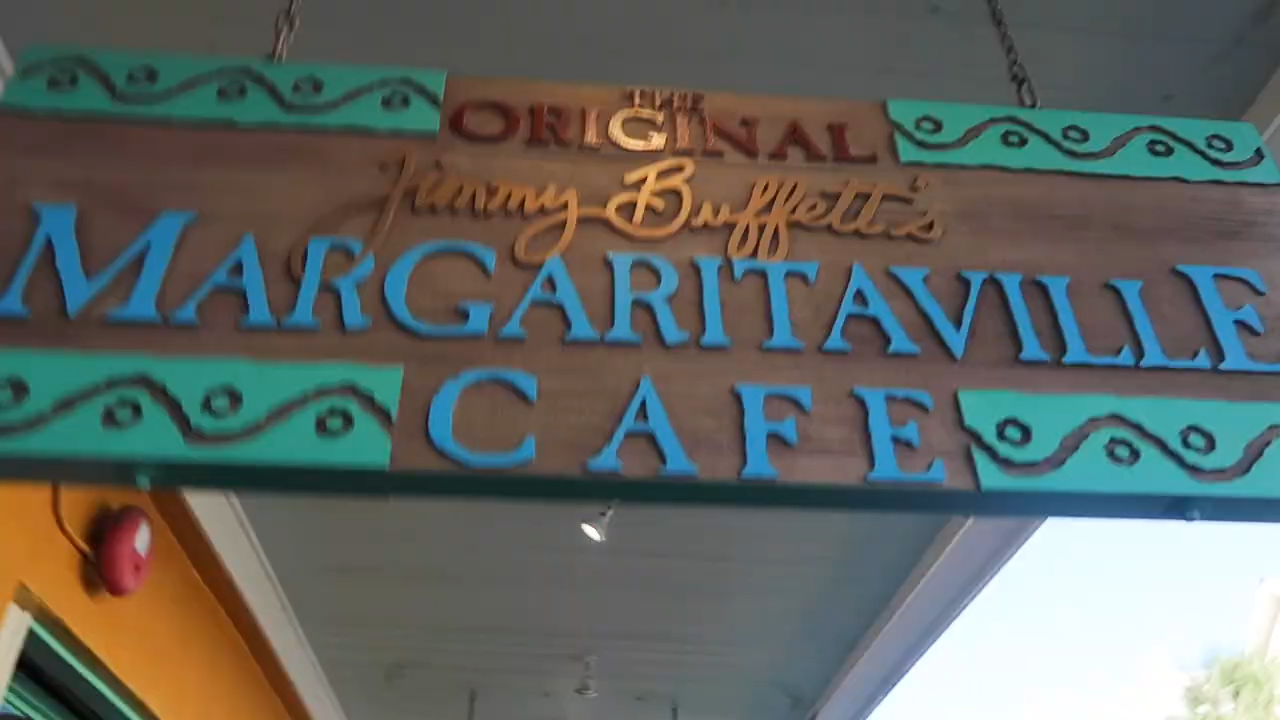 THE
ORIGINAL
Jimmy Buffett's
MARGARITAVILLE
CAFE